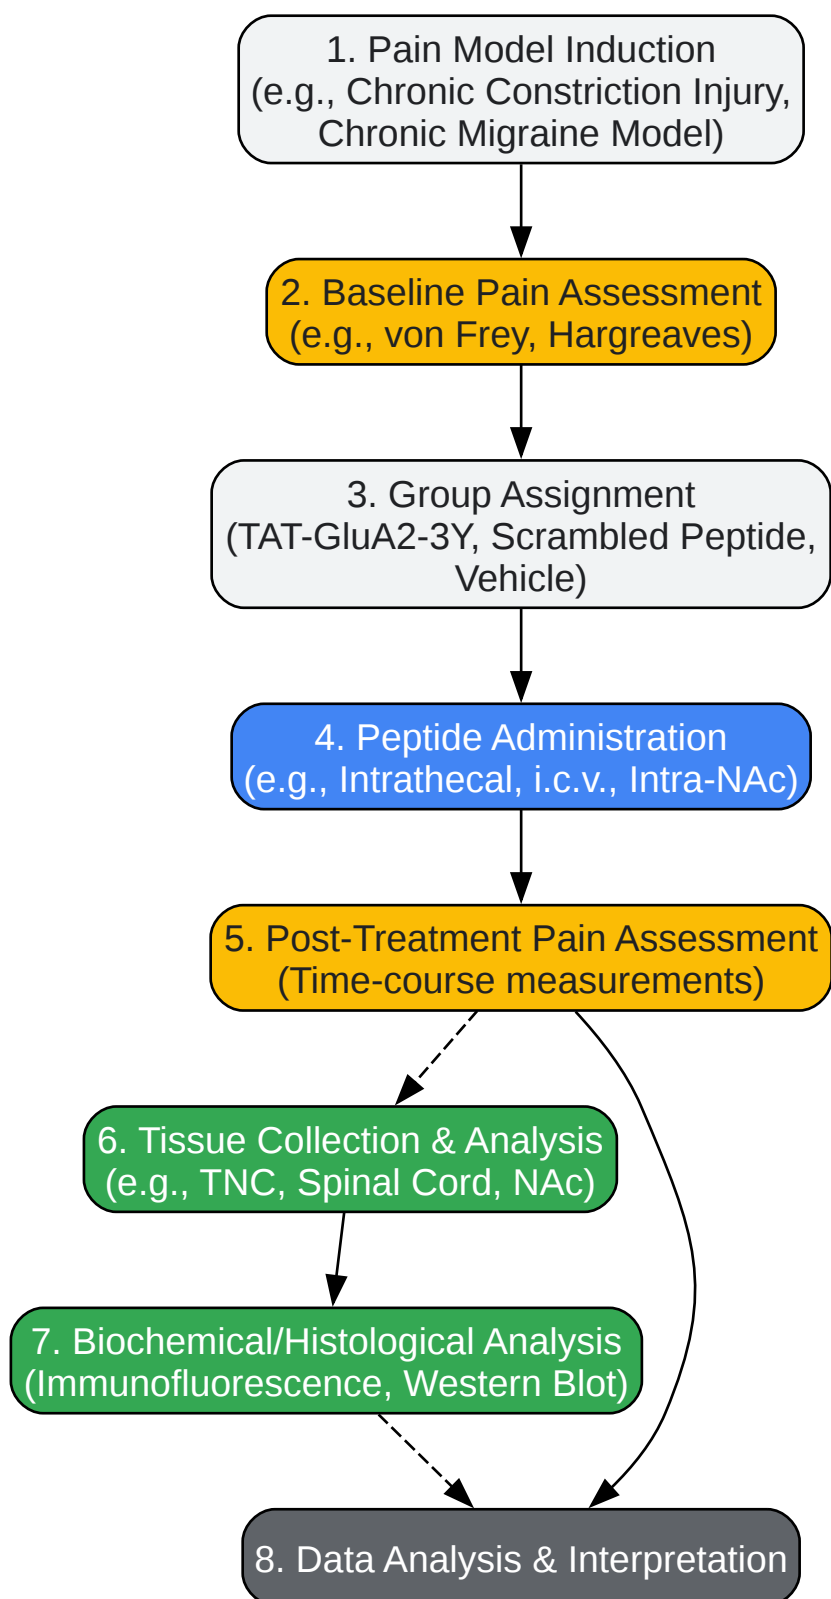 1. Pain Model Induction
(e.g., Chronic Constriction Injury,
Chronic Migraine Model)
2. Baseline Pain Assessment
(e.g., von Frey, Hargreaves)
3. Group Assignment
(TAT-GluA2-3Y, Scrambled Peptide,
Vehicle)
4. Peptide Administration
(e.g., Intrathecal, i.c.v., Intra-NAc)
5. Post-Treatment Pain Assessment
(Time-course measurements)
6. Tissue Collection & Analysis
(e.g., TNC, Spinal Cord, NAc)
7. Biochemical/Histological Analysis
(Immunofluorescence, Western Blot)
8. Data Analysis & Interpretation